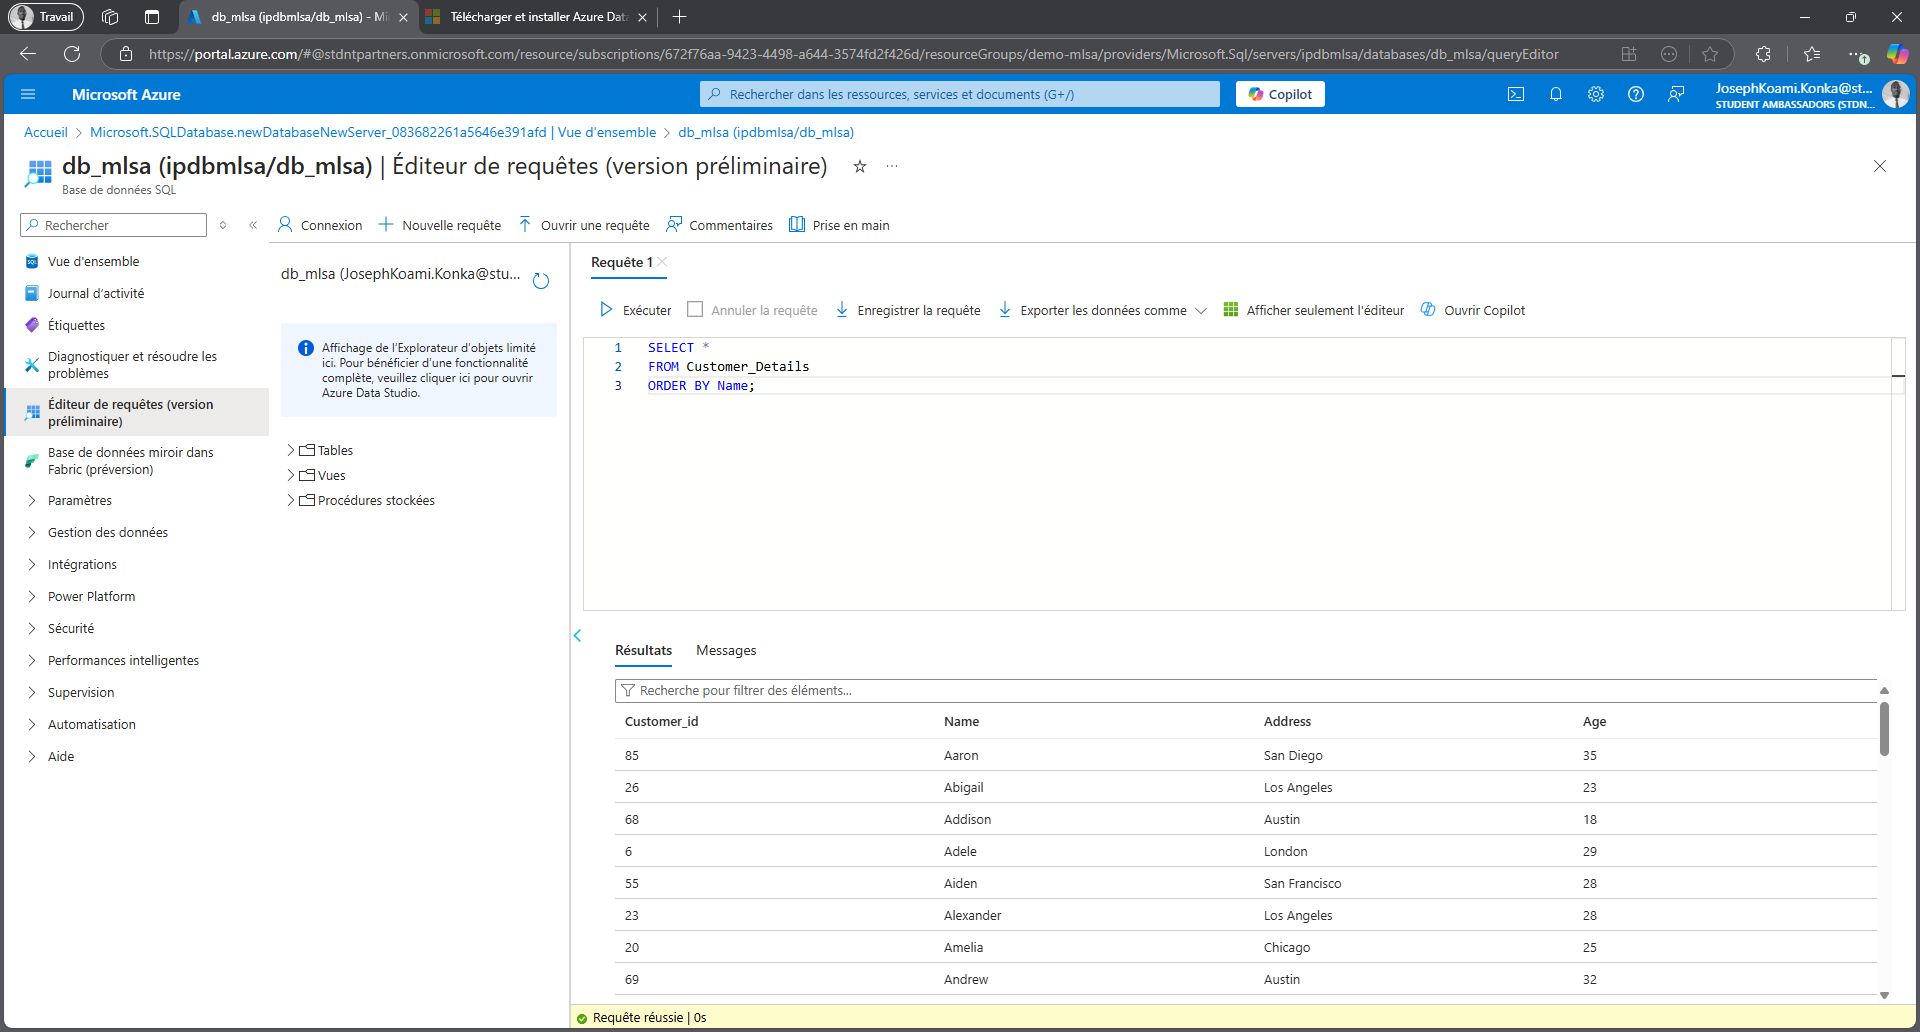 Travail
db_mlsa (ipdbmlsa/db_mlsa) - Mi
Télécharger et installer Azure Dat
https://portal.azure.com/#@stdntpartners.onmicrosoft.com/resource/subscriptions/672f76aa-9423-4498-a644-3574fd2f426d/resourceGroups/demo-mlsa/providers/Microsoft.Sql/servers/ipdbmlsa/databases/db_mlsa/queryEditor
Microsoft Azure
Rechercher dans les ressources, services et documents (G+/)
Copilot
JosephKoami.Konka@st...
STUDENT AMBASSADORS (STDN...
Accueil > Microsoft.SQLDatabase.newDatabaseNewServer_083682261a5646e391afd | Vue d'ensemble > db_mlsa (ipdbmlsa/db_mlsa)
db_mlsa (ipdbmlsa/db_mlsa) | Éditeur de requêtes (version préliminaire)
Base de données SQL
Rechercher
Connexion
Nouvelle requête
Ouvrir une requête
Commentaires
Prise en main
Vue d'ensemble
Journal d'activité
Étiquettes
Diagnostiquer et résoudre les
problèmes
Éditeur de requêtes (version
préliminaire)
Base de données miroir dans
Fabric (préversion)
Paramètres
Gestion des données
Intégrations
Power Platform
Sécurité
Performances intelligentes
Supervision
Automatisation
Aide
db_mlsa (JosephKoami.Konka@stu...
Affichage de l'Explorateur d'objets limité
ici. Pour bénéficier d'une fonctionnalité
complète, veuillez cliquer ici pour ouvrir
Azure Data Studio.
Tables
Vues
Procédures stockées
Requête 1
Exécuter
Annuler la requête
Enregistrer la requête
Exporter les données comme
Afficher seulement l'éditeur
Ouvrir Copilot
1 SELECT *
2 FROM Customer_Details
3 ORDER BY Name;
Résultats
Messages
Recherche pour filtrer des éléments...
Customer_id Name Address Age
85 Aaron San Diego 35
26 Abigail Los Angeles 23
68 Addison Austin 18
6 Adele London 29
55 Aiden San Francisco 28
23 Alexander Los Angeles 28
20 Amelia Chicago 25
69 Andrew Austin 32
Requête réussie | 0s